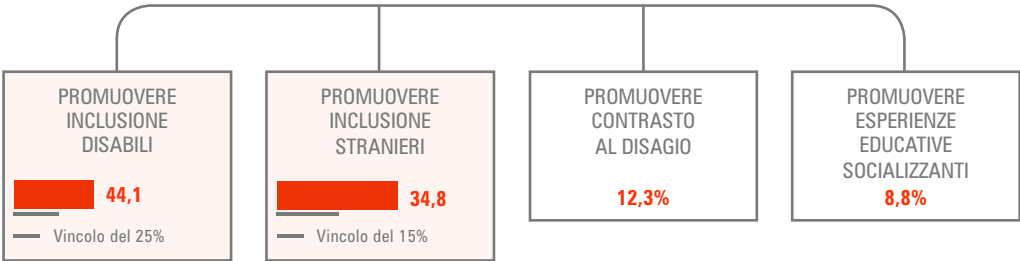 PROMUOVERE
INCLUSIONE
DISABILI
44,1
Vincolo del 25%
PROMUOVERE
INCLUSIONE
STRANIERI
34,8
Vincolo del 15%
PROMUOVERE
CONTRASTO
AL DISAGIO
12,3%
PROMUOVERE
ESPERIENZE
EDUCATIVE
SOCIALIZZANTI
8,8%